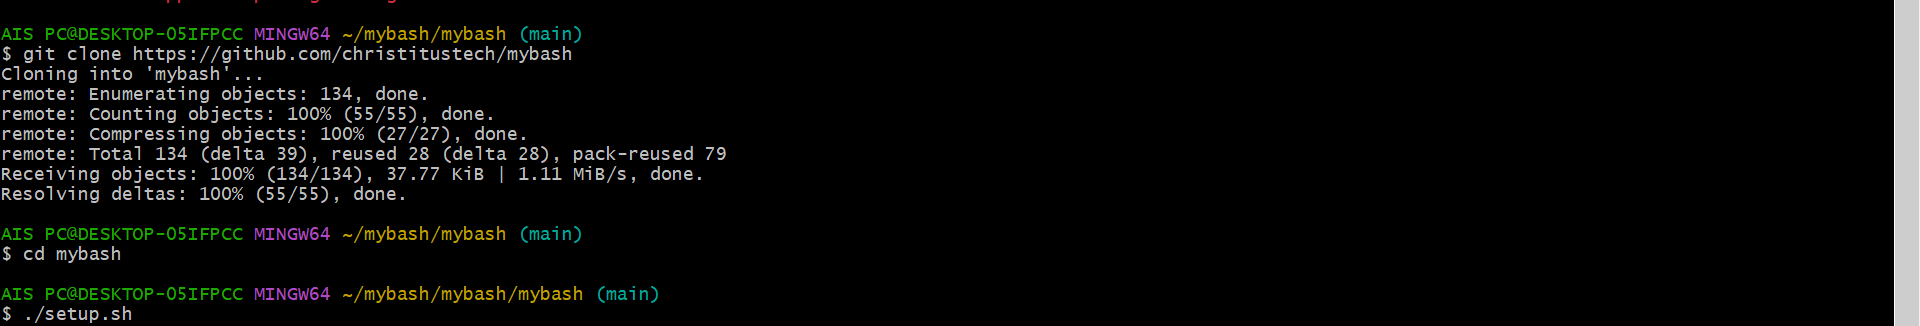 AIS PC@DESKTOP-O5IFPCC MINGW64 ~/mybash/mybash (main)
$ git clone https://github.com/christitustech/mybash
Cloning into 'mybash'...
remote: Enumerating objects: 134, done.
remote: Counting objects: 100% (55/55), done.
remote: Compressing objects: 100% (27/27), done.
remote: Total 134 (delta 39), reused 28 (delta 28), pack-reused 79
Receiving objects: 100% (134/134), 37.77 KiB | 1.11 MiB/s, done.
Resolving deltas: 100% (55/55), done.
AIS PC@DESKTOP-O5IFPCC MINGW64 ~/mybash/mybash (main)
$ cd mybash
AIS PC@DESKTOP-O5IFPCC MINGW64 ~/mybash/mybash/mybash (main)
$ ./setup.sh